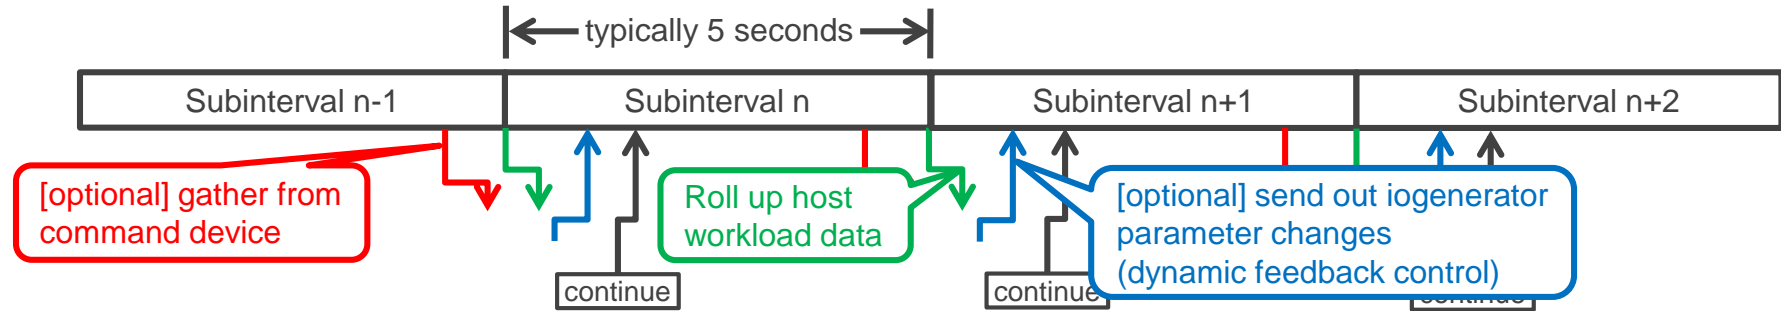 typically 5 seconds
Subinterval n-1
Subinterval n
Subinterval n+1
Subinterval n+2
[optional] gather from
command device
Roll up host
workload data
[optional] send out iogenerator
parameter changes
(dynamic feedback control)
continue
continue
continue